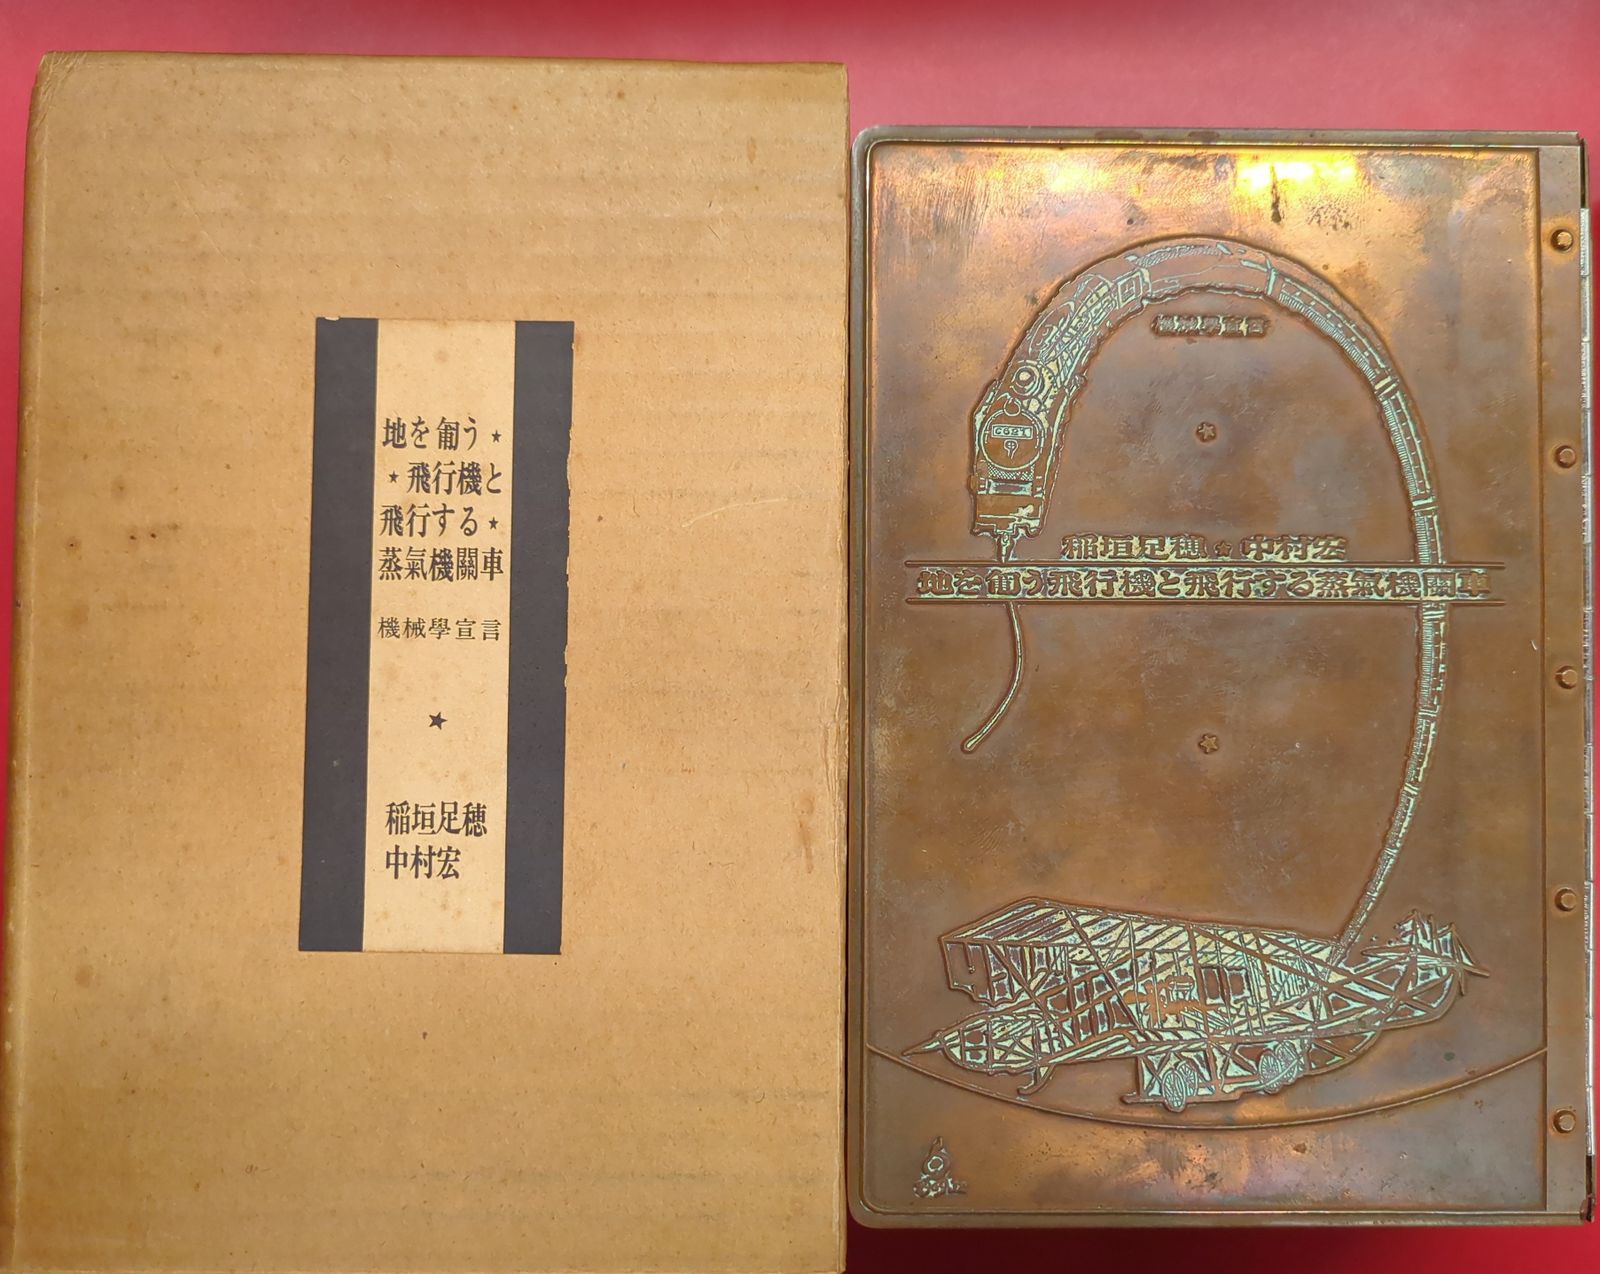 地を匍う★
★飛行機と
飛行する★
蒸氣機關車
機械學宣言
★
稲垣足穂
中村宏
機械學宣言
C621
稲垣足穂★中村宏
地を匍う飛行機と飛行する蒸氣機關車